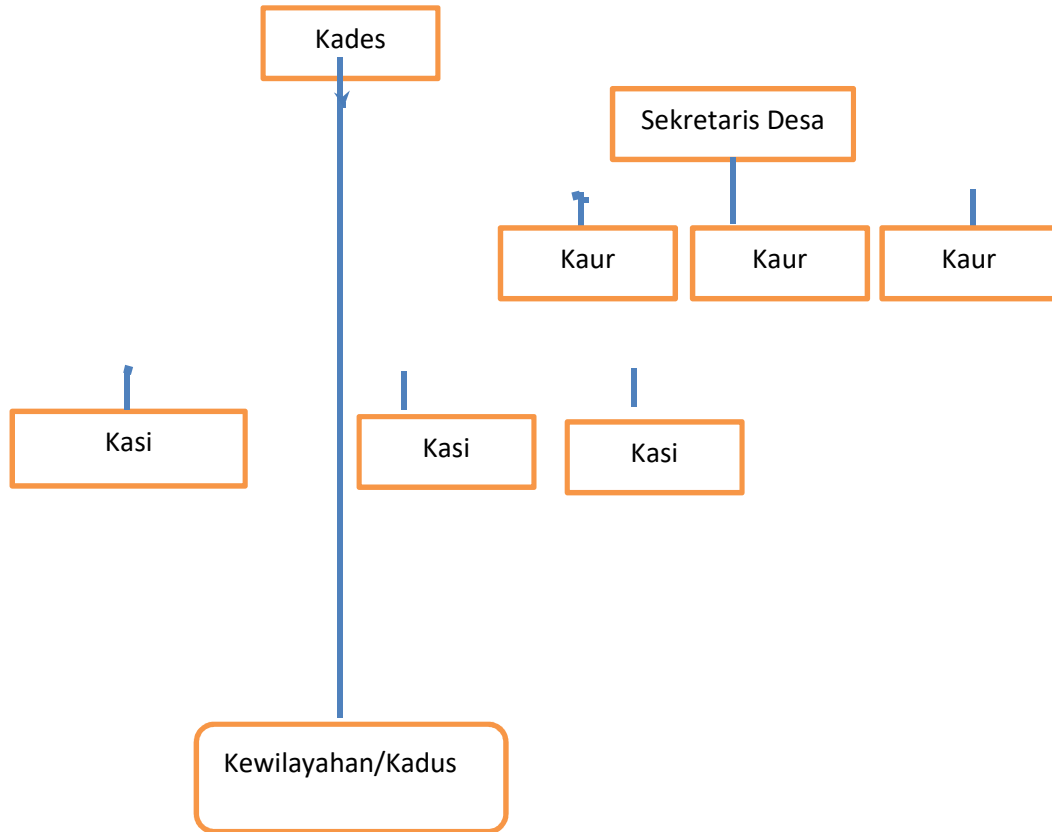 Kades
Sekretaris Desa
Kaur
Kaur
Kaur
Kasi
Kasi
Kasi
Kewilayahan/Kadus